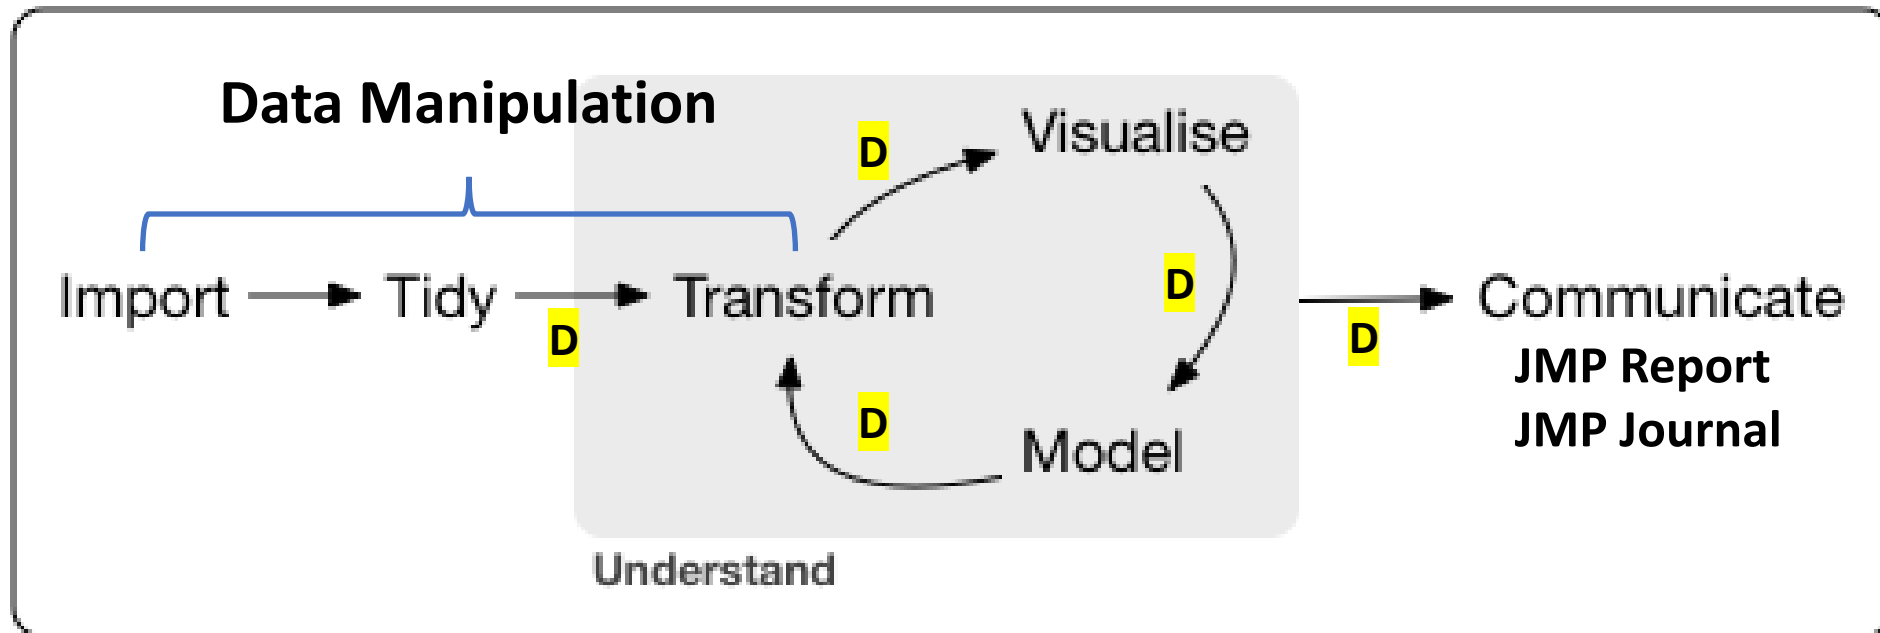 Data Manipulation
D
Visualise
Import
Tidy
D
Transform
D
D
Model
D
Communicate
JMP Report
JMP Journal
Understand